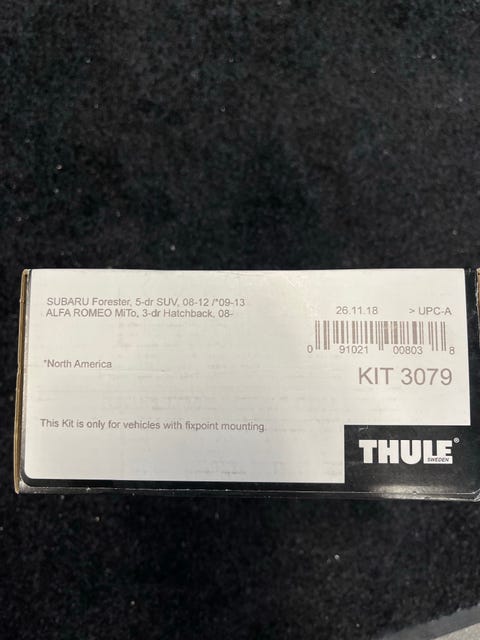 SUBARU Forester, 5-dr SUV, 08-12 /*09-13
ALFA ROMEO MiTo, 3-dr Hatchback, 08-
26.11.18 > UPC-A
0 91021 00803 8
*North America
KIT 3079
This Kit is only for vehicles with fixpoint mounting.
THULE®
SWEDEN